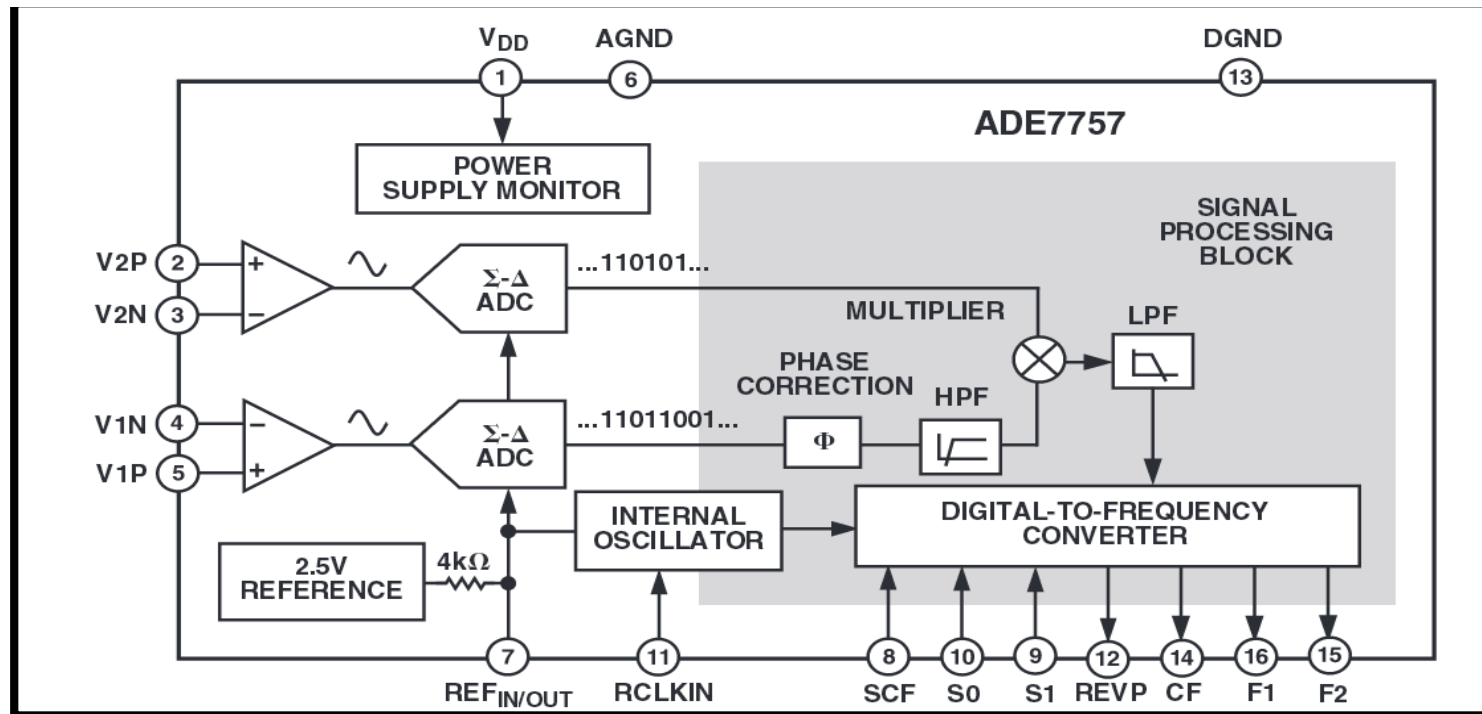 VDD
AGND
DGND
1
6
13
ADE7757
POWER
SUPPLY MONITOR
SIGNAL
PROCESSING
BLOCK
V2P 2
+
Σ-Δ
ADC
...110101...
V2N 3
−
MULTIPLIER
LPF
PHASE
CORRECTION
HPF
V1N 4
−
Σ-Δ
ADC
...11011001...
Φ
V1P 5
+
INTERNAL
OSCILLATOR
DIGITAL-TO-FREQUENCY
CONVERTER
2.5V
REFERENCE
4kΩ
7
11
8
10
9
12
14
16
15
REFIN/OUT
RCLKIN
SCF
S0
S1
REVP
CF
F1
F2